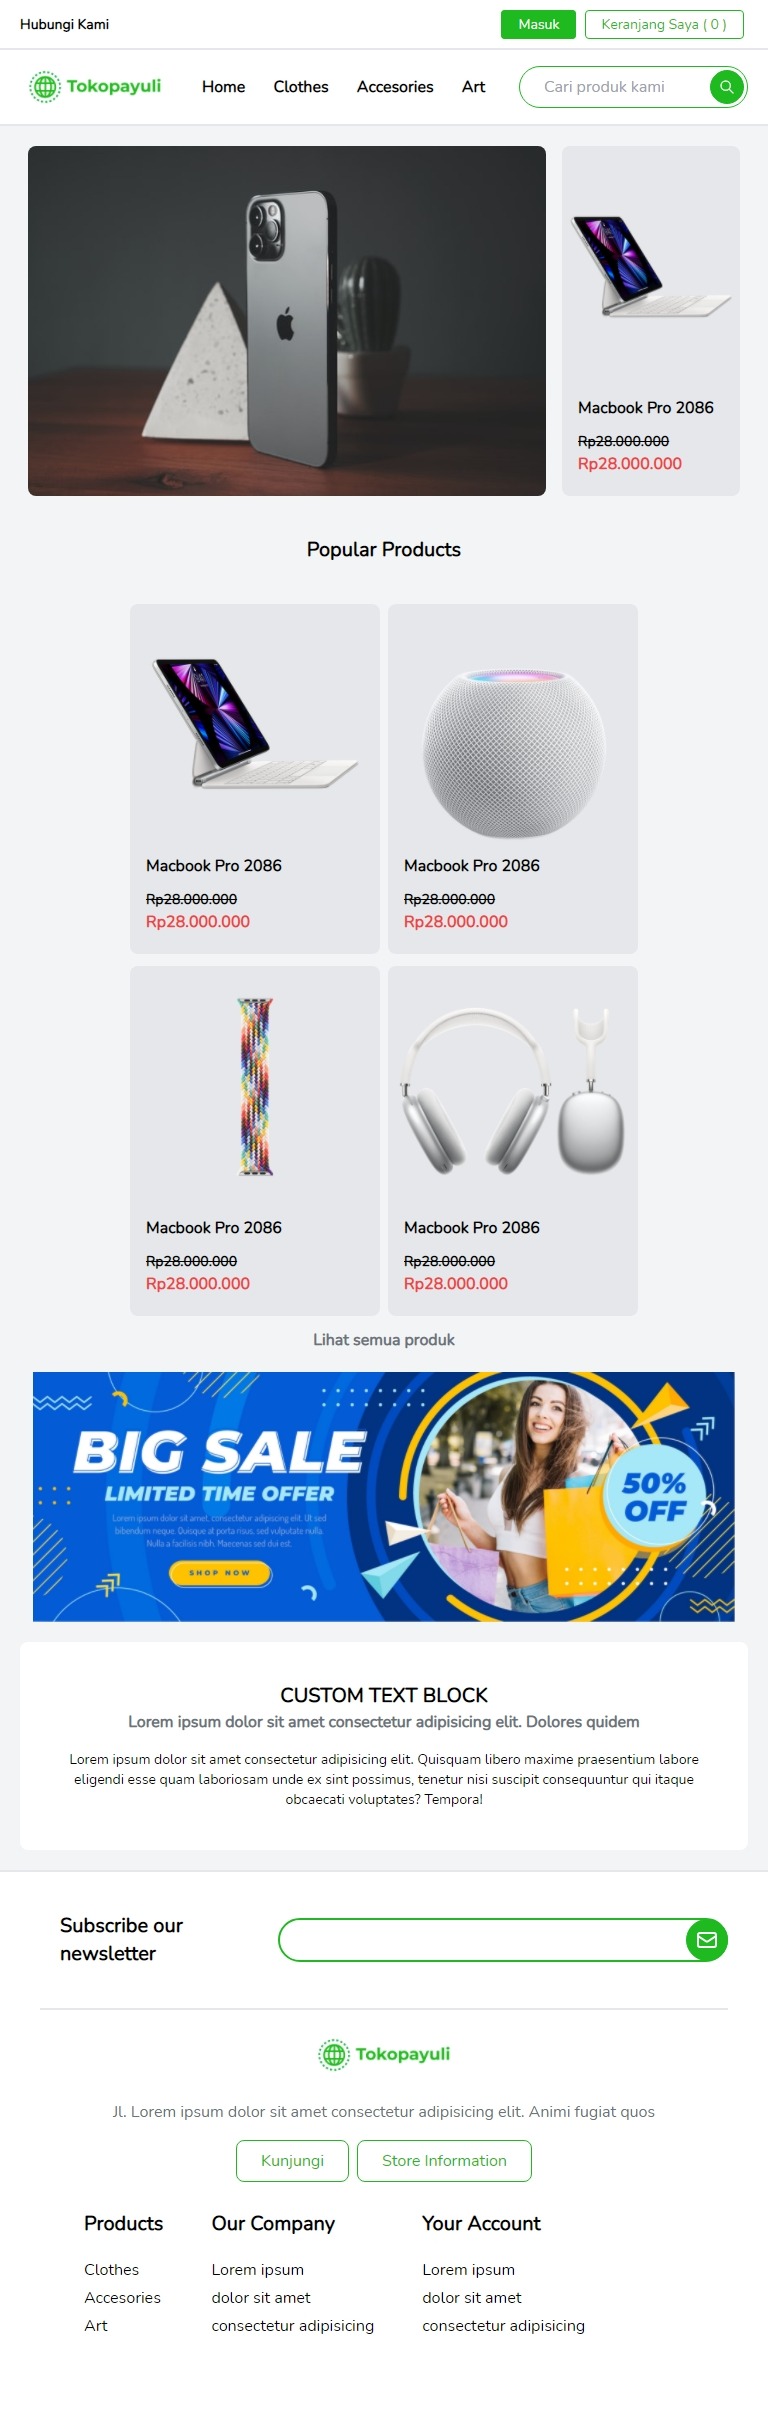 Hubungi Kami
Masuk
Keranjang Saya ( 0 )
Tokopayuli
Home
Clothes
Accesories
Art
Cari produk kami
Macbook Pro 2086
Rp28.000.000
Rp28.000.000
Popular Products
Macbook Pro 2086
Rp28.000.000
Rp28.000.000
Macbook Pro 2086
Rp28.000.000
Rp28.000.000
Macbook Pro 2086
Rp28.000.000
Rp28.000.000
Macbook Pro 2086
Rp28.000.000
Rp28.000.000
Lihat semua produk
BIG SALE
LIMITED TIME OFFER
Lorem ipsum dolor sit amet, consectetur adipiscing elit. Ut sed
bibendum neque. Quisque at porta risus, sed vulputate nulla.
Nulla a facilisis nibh. Maecenas sed dui est.
SHOP NOW
50%
OFF
CUSTOM TEXT BLOCK
Lorem ipsum dolor sit amet consectetur adipisicing elit. Dolores quidem
Lorem ipsum dolor sit amet consectetur adipisicing elit. Quisquam libero maxime praesentium labore
eligendi esse quam laboriosam unde ex sint possimus, tenetur nisi suscipit consequuntur qui itaque
obcaecati voluptates? Tempora!
Subscribe our
newsletter
Tokopayuli
Jl. Lorem ipsum dolor sit amet consectetur adipisicing elit. Animi fugiat quos
Kunjungi
Store Information
Products
Clothes
Accesories
Art
Our Company
Lorem ipsum
dolor sit amet
consectetur adipisicing
Your Account
Lorem ipsum
dolor sit amet
consectetur adipisicing